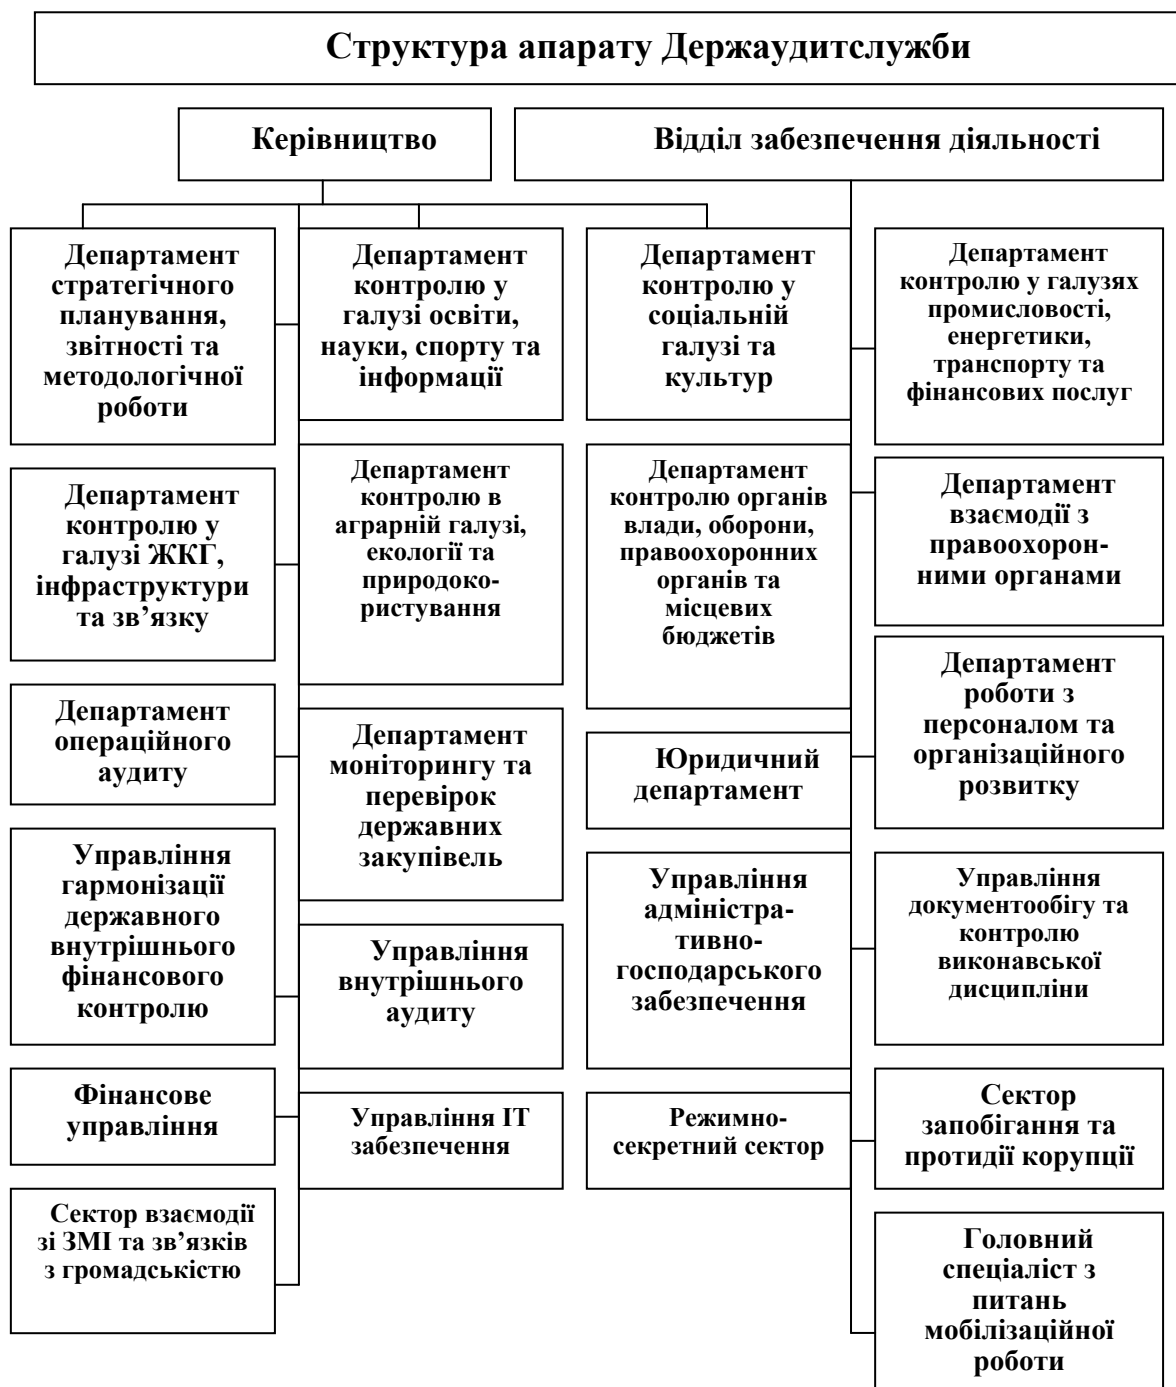 Структура апарату Держаудитслужби
Керівництво
Відділ забезпечення діяльності
Департамент
стратегічного
планування,
звітності та
методологічної
роботи
Департамент
контролю у
галузі освіти,
науки, спорту та
інформації
Департамент
контролю у
соціальній
галузі та
культур
Департамент
контролю у галузях
промисловості,
енергетики,
транспорту та
фінансових послуг
Департамент
контролю у
галузі ЖКГ,
інфраструктури
та зв’язку
Департамент
контролю в
аграрній галузі,
екології та
природоко-
ристування
Департамент
контролю органів
влади, оборони,
правоохоронних
органів та
місцевих
бюджетів
Департамент
взаємодії з
правоохорон-
ними органами
Департамент
операційного
аудиту
Департамент
моніторингу та
перевірок
державних
закупівель
Юридичний
департамент
Департамент
роботи з
персоналом та
організаційного
розвитку
Управління
гармонізації
державного
внутрішнього
фінансового
контролю
Управління
внутрішнього
аудиту
Управління
адміністра-
тивно-
господарського
забезпечення
Управління
документообігу та
контролю
виконавської
дисципліни
Фінансове
управління
Управління ІТ
забезпечення
Режимно-
секретний сектор
Сектор
запобігання та
протидії корупції
Сектор взаємодії
зі ЗМІ та зв’язків
з громадськістю
Головний
спеціаліст з
питань
мобілізаційної
роботи